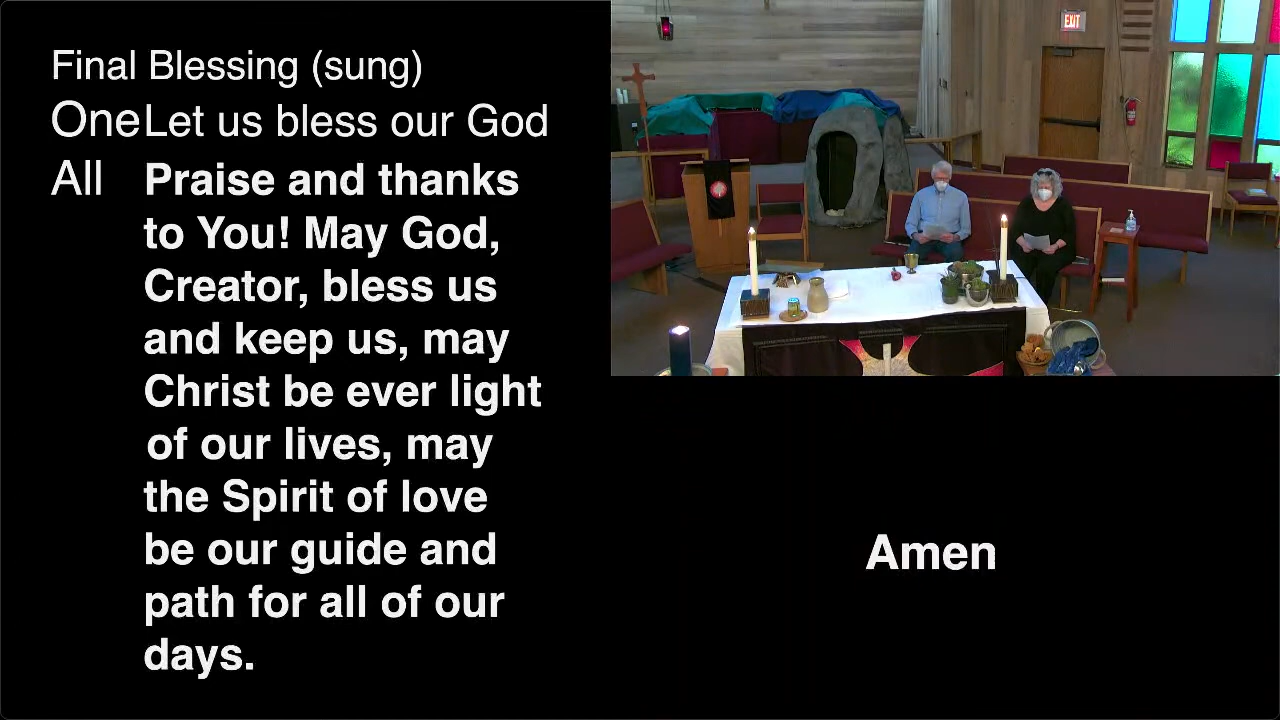 Final Blessing (sung)
One Let us bless our God
All Praise and thanks
to You! May God,
Creator, bless us
and keep us, may
Christ be ever light
of our lives, may
the Spirit of love
be our guide and
path for all of our
days.
EXIT
Amen